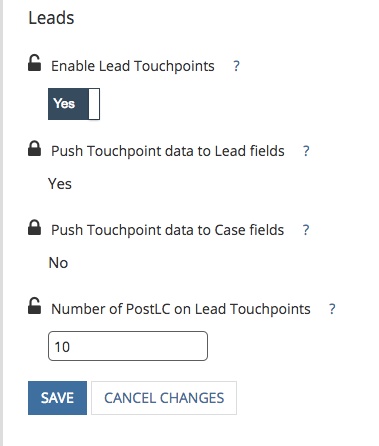 Leads
Enable Lead Touchpoints ?
Yes
Push Touchpoint data to Lead fields ?
Yes
Push Touchpoint data to Case fields ?
No
Number of PostLC on Lead Touchpoints ?
10
SAVE CANCEL CHANGES